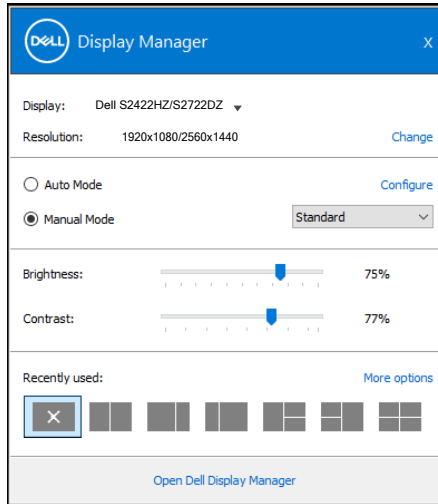 DELL Display Manager X
Display: Dell S2422HZ/S2722DZ
Resolution: 1920x1080/2560x1440 Change
Auto Mode Configure
Manual Mode Standard
Brightness: 75%
Contrast: 77%
Recently used: More options
Open Dell Display Manager